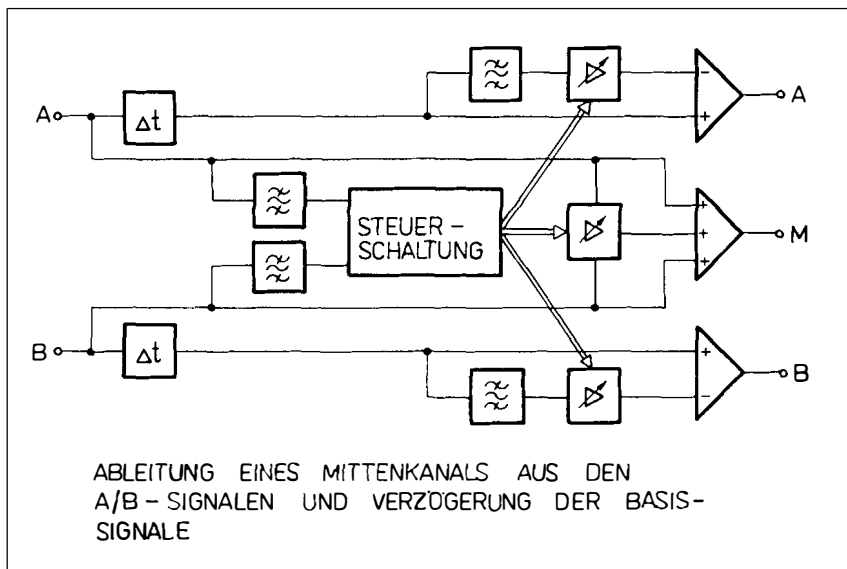 A
Δt
-
+
A
STEUER-
SCHALTUNG
+
+
+
M
B
Δt
+
-
B
ABLEITUNG EINES MITTENKANALS AUS DEN
A/B-SIGNALEN UND VERZÖGERUNG DER BASIS-
SIGNALE